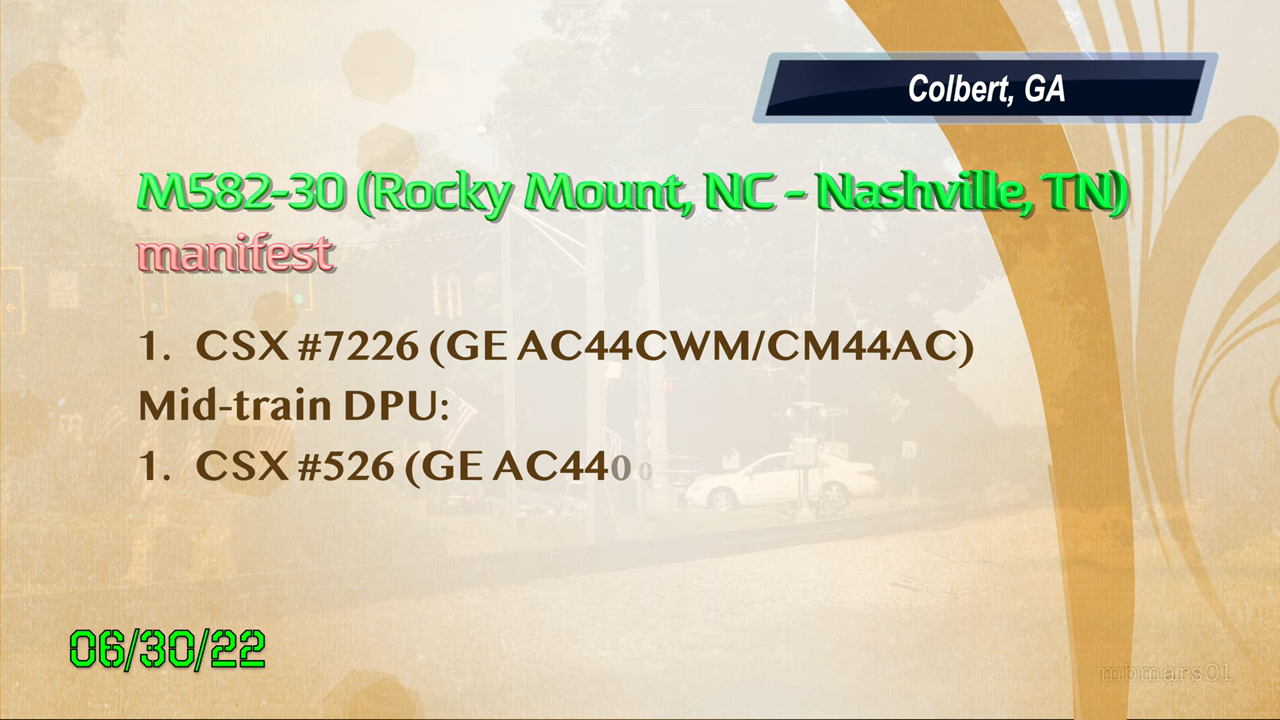 Colbert, GA
M582-30 (Rocky Mount, NC - Nashville, TN)
manifest
1. CSX #7226 (GE AC44CWM/CM44AC)
Mid-train DPU:
1. CSX #526 (GE AC4400
06/30/22
mbmars01